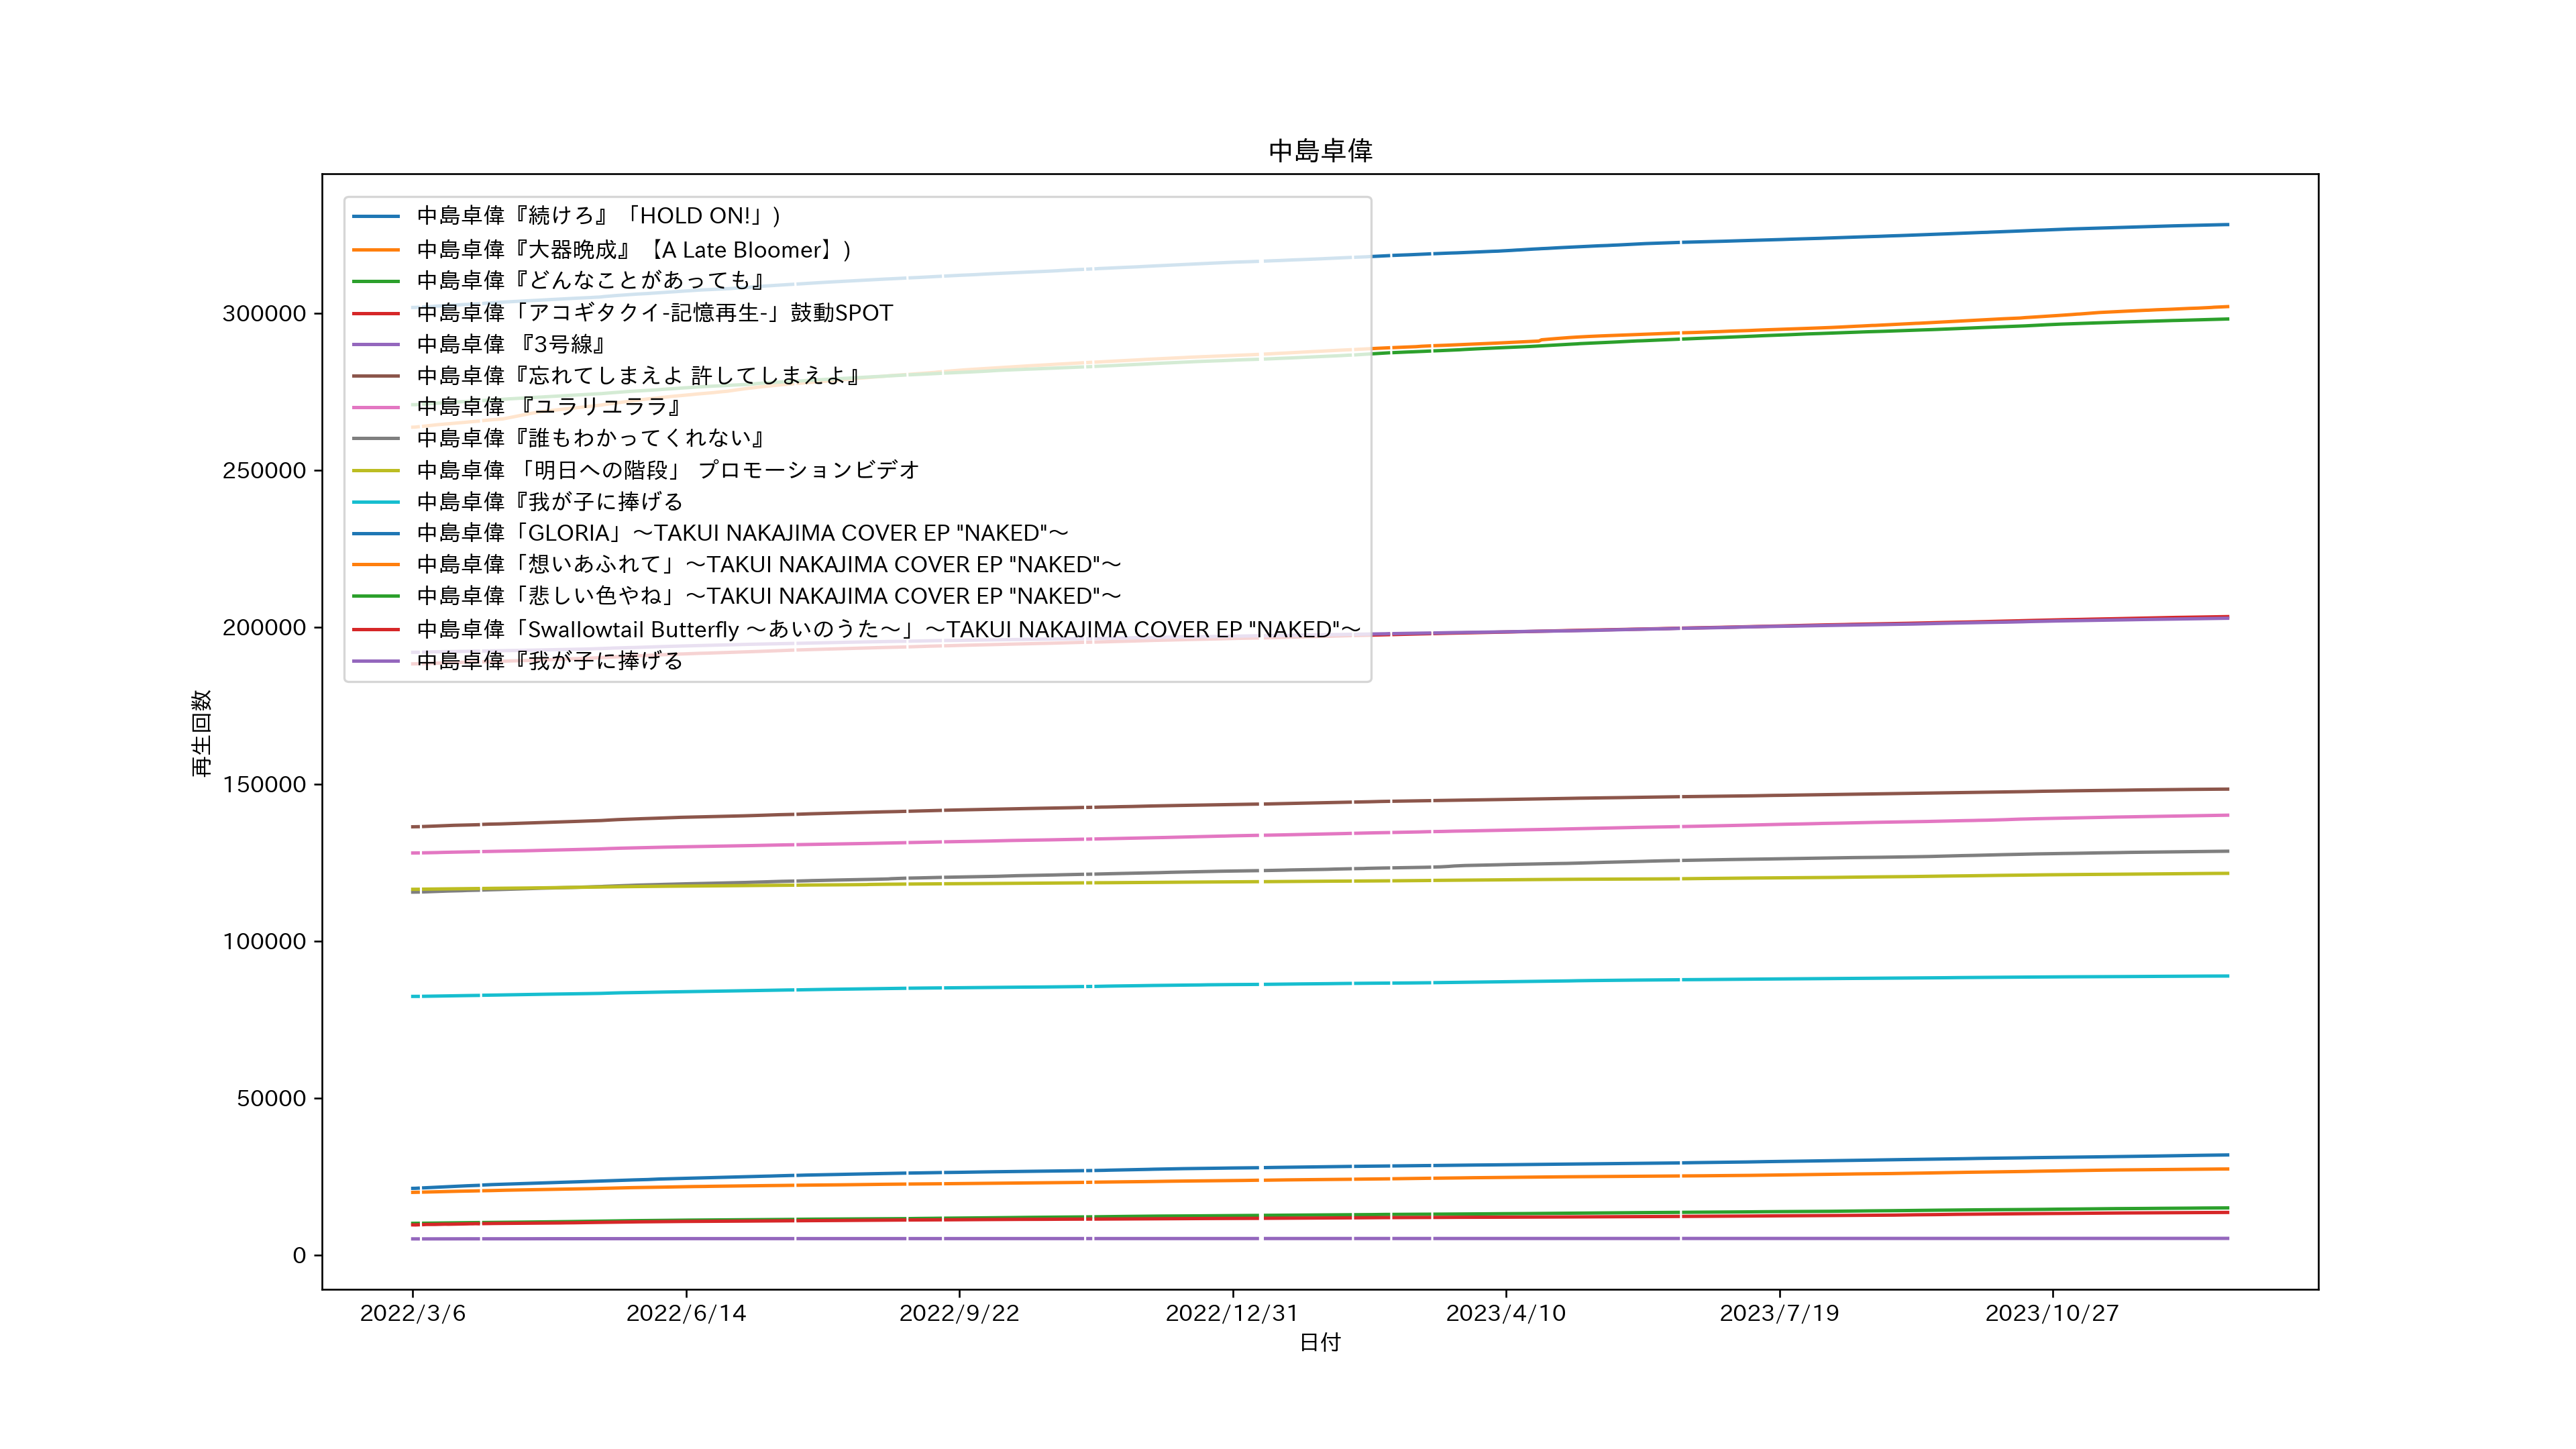 中島卓偉
中島卓偉『続けろ』「HOLD ON!」)
中島卓偉『大器晩成』【A Late Bloomer】)
中島卓偉『どんなことがあっても』
中島卓偉「アコギタクイ-記憶再生-」鼓動SPOT
中島卓偉 『3号線』
中島卓偉『忘れてしまえよ 許してしまえよ』
中島卓偉 『ユラリユララ』
中島卓偉『誰もわかってくれない』
中島卓偉 「明日への階段」 プロモーションビデオ
中島卓偉『我が子に捧げる
中島卓偉「GLORIA」〜TAKUI NAKAJIMA COVER EP "NAKED"〜
中島卓偉「想いあふれて」〜TAKUI NAKAJIMA COVER EP "NAKED"〜
中島卓偉「悲しい色やね」〜TAKUI NAKAJIMA COVER EP "NAKED"〜
中島卓偉「Swallowtail Butterfly 〜あいのうた〜」〜TAKUI NAKAJIMA COVER EP "NAKED"〜
中島卓偉『我が子に捧げる
再生回数
300000
250000
200000
150000
100000
50000
0
2022/3/6 2022/6/14 2022/9/22 2022/12/31 2023/4/10 2023/7/19 2023/10/27
日付